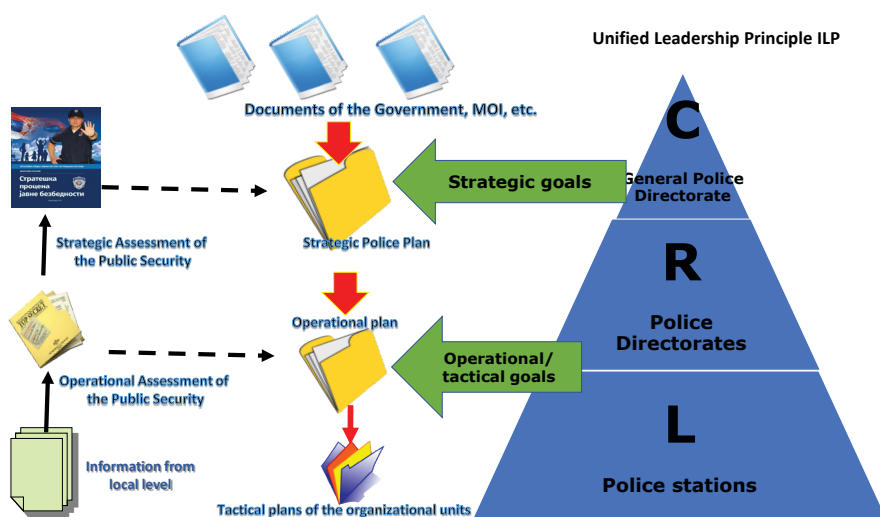 Unified Leadership Principle ILP
Documents of the Government, MOI, etc.
Стратешка
процена
јавне безбедности
Strategic goals
C
General Police
Directorate
Strategic Police Plan
Strategic Assessment of
the Public Security
R
Police
Directorates
Operational plan
Operational/
tactical goals
Operational Assessment of
the Public Security
L
Police stations
Information from
local level
Tactical plans of the organizational units